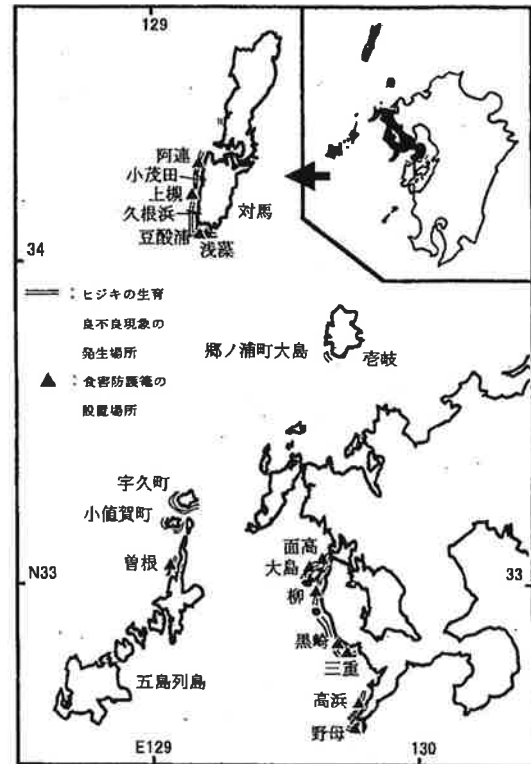 129
阿連
小茂田
上槻
久根浜
対馬
豆酘浦
浅藻
34
：ヒジキの生育
良不良現象の
発生場所
郷ノ浦町大島
壱岐
▲：食害防護篭の
設置場所
宇久町
小値賀町
曽根
面高
大島
N33
33
柳
黒崎
三重
五島列島
高浜
野母
E129
130